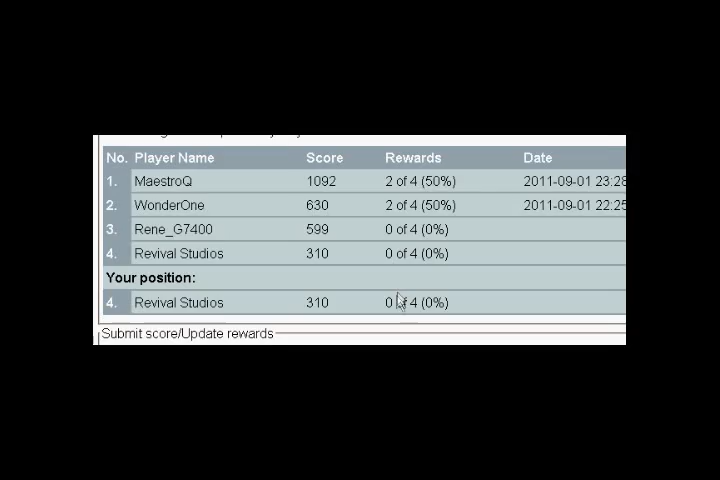 No. Player Name Score Rewards Date
1. MaestroQ 1092 2 of 4 (50%) 2011-09-01 23:28
2. WonderOne 630 2 of 4 (50%) 2011-09-01 22:25
3. Rene_G7400 599 0 of 4 (0%)
4. Revival Studios 310 0 of 4 (0%)
Your position:
4. Revival Studios 310 0 of 4 (0%)
Submit score/Update rewards